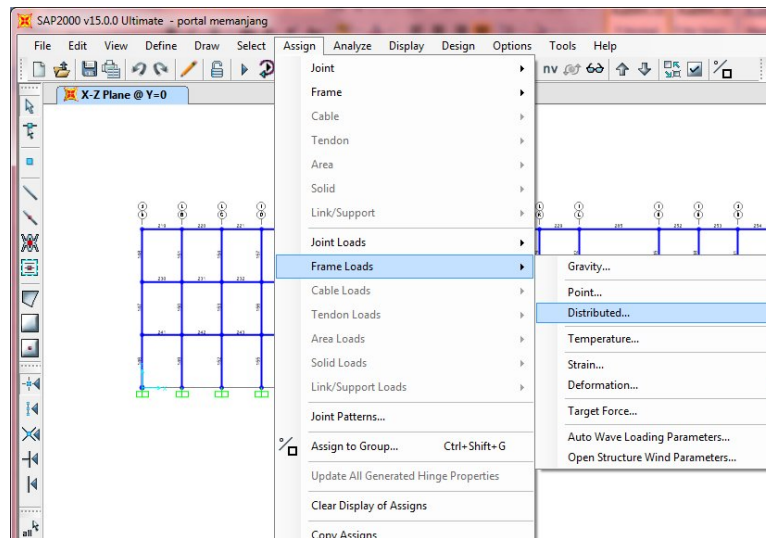 SAP2000 v15.0.0 Ultimate - portal memanjang
File Edit View Define Draw Select Assign Analyze Display Design Options Tools Help
nv
X-Z Plane @ Y=0
Joint
Frame
Cable
Tendon
Area
Solid
Link/Support
Joint Loads
Frame Loads
Cable Loads
Tendon Loads
Area Loads
Solid Loads
Link/Support Loads
Joint Patterns...
Assign to Group... Ctrl+Shift+G
Update All Generated Hinge Properties
Clear Display of Assigns
Copy Assigns
Gravity...
Point...
Distributed...
Temperature...
Strain...
Deformation...
Target Force...
Auto Wave Loading Parameters...
Open Structure Wind Parameters...
all